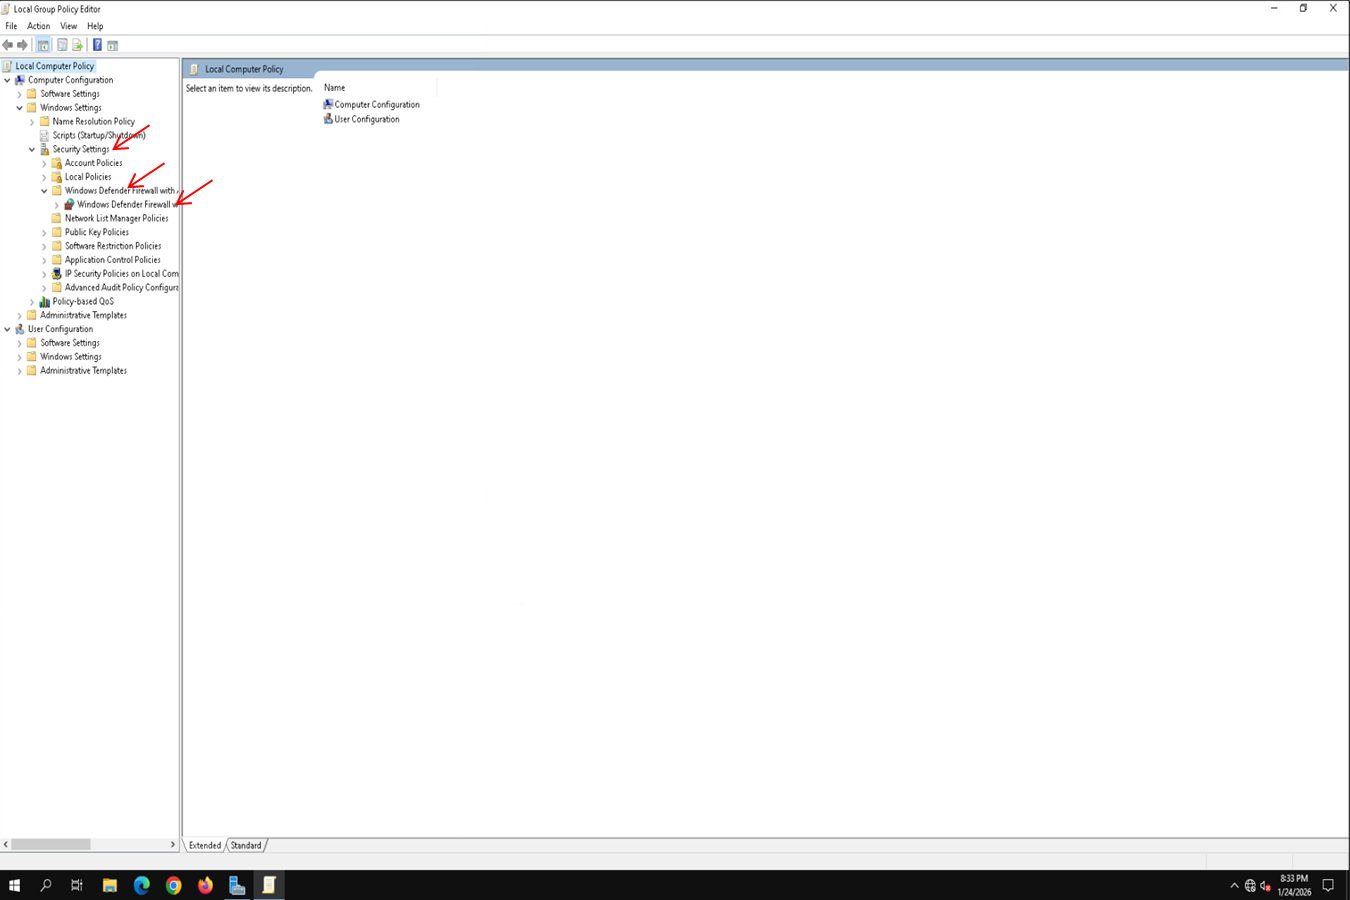 Local Group Policy Editor
File Action View Help
Local Computer Policy
Computer Configuration
Software Settings
Windows Settings
Name Resolution Policy
Scripts (Startup/Shutdown)
Security Settings
Account Policies
Local Policies
Windows Defender Firewall with
Windows Defender Firewall
Network List Manager Policies
Public Key Policies
Software Restriction Policies
Application Control Policies
IP Security Policies on Local Com
Advanced Audit Policy Configura
Policy-based QoS
Administrative Templates
User Configuration
Software Settings
Windows Settings
Administrative Templates
Local Computer Policy
Select an item to view its description.
Name
Computer Configuration
User Configuration
Extended Standard
8:33 PM
1/24/2026